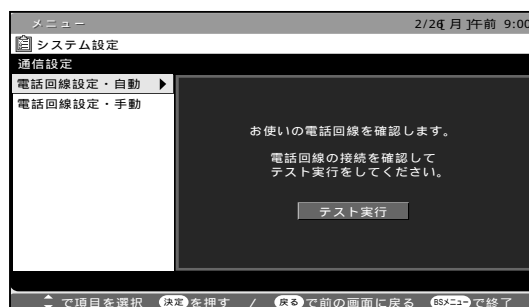 メニュー 2/26[月]午前 9:00
システム設定
通信設定
電話回線設定・自動
電話回線設定・手動
お使いの電話回線を確認します。
電話回線の接続を確認して
テスト実行をしてください。
テスト実行
で項目を選択 決定を押す / 戻るで前の画面に戻る BSメニューで終了